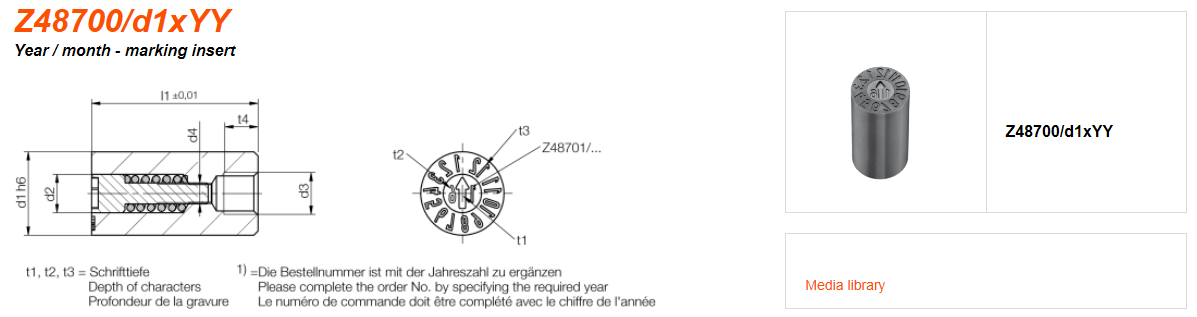 Z48700/d1xYY
Year / month - marking insert
l1 ±0,01
t4
d4
t3
Z48701/...
t2
d1 h6
d2
d3
t1
t1, t2, t3 = Schrifttiefe
Depth of characters
Profondeur de la gravure
1) =Die Bestellnummer ist mit der Jahreszahl zu ergänzen
Please complete the order No. by specifying the required year
Le numéro de commande doit être complété avec le chiffre de l'année
Z48700/d1xYY
Media library